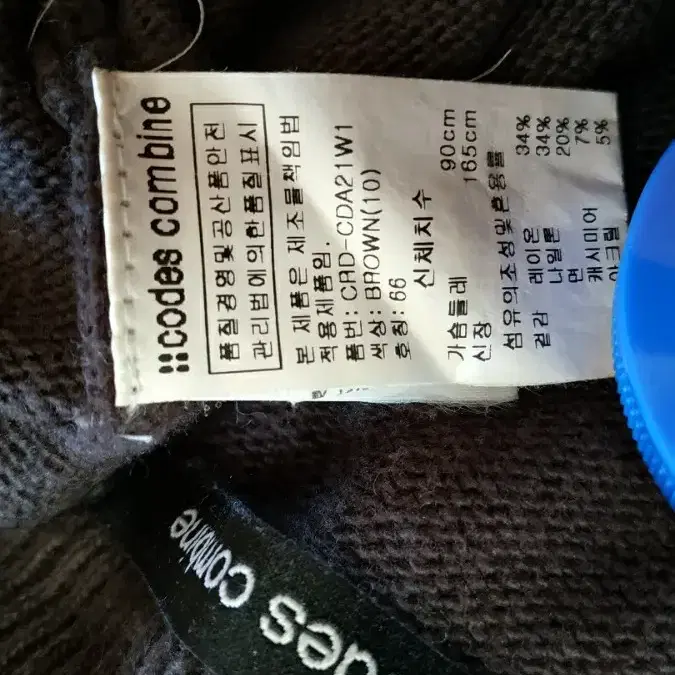 codes combine
품질경영및공산품안전
관리법에의한품질표시
본 제품은 제조물책임법
적용제품임.
품번: CRD-CDA21W1
색상: BROWN(10)
호칭: 66
신체치수
가슴둘레 90cm
신장 165cm
섬유의조성및혼용률
겉감 레이온 34%
나일론 34%
면 20%
캐시미어 7%
아크릴 5%
des combine